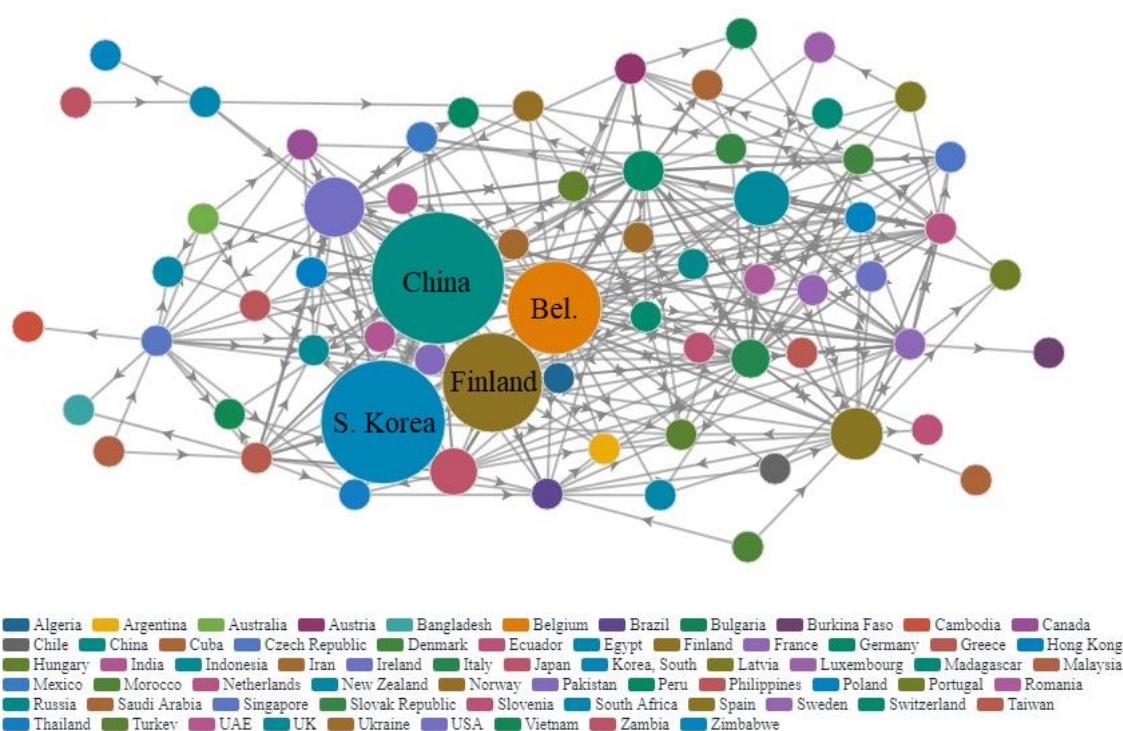 China
Bel.
Finland
S. Korea
Algeria Argentina Australia Austria Bangladesh Belgium Brazil Bulgaria Burkina Faso Cambodia Canada
Chile China Cuba Czech Republic Denmark Ecuador Egypt Finland France Germany Greece Hong Kong
Hungary India Indonesia Iran Ireland Italy Japan Korea, South Latvia Luxembourg Madagascar Malaysia
Mexico Morocco Netherlands New Zealand Norway Pakistan Peru Philippines Poland Portugal Romania
Russia Saudi Arabia Singapore Slovak Republic Slovenia South Africa Spain Sweden Switzerland Taiwan
Thailand Turkey UAE UK Ukraine USA Vietnam Zambia Zimbabwe